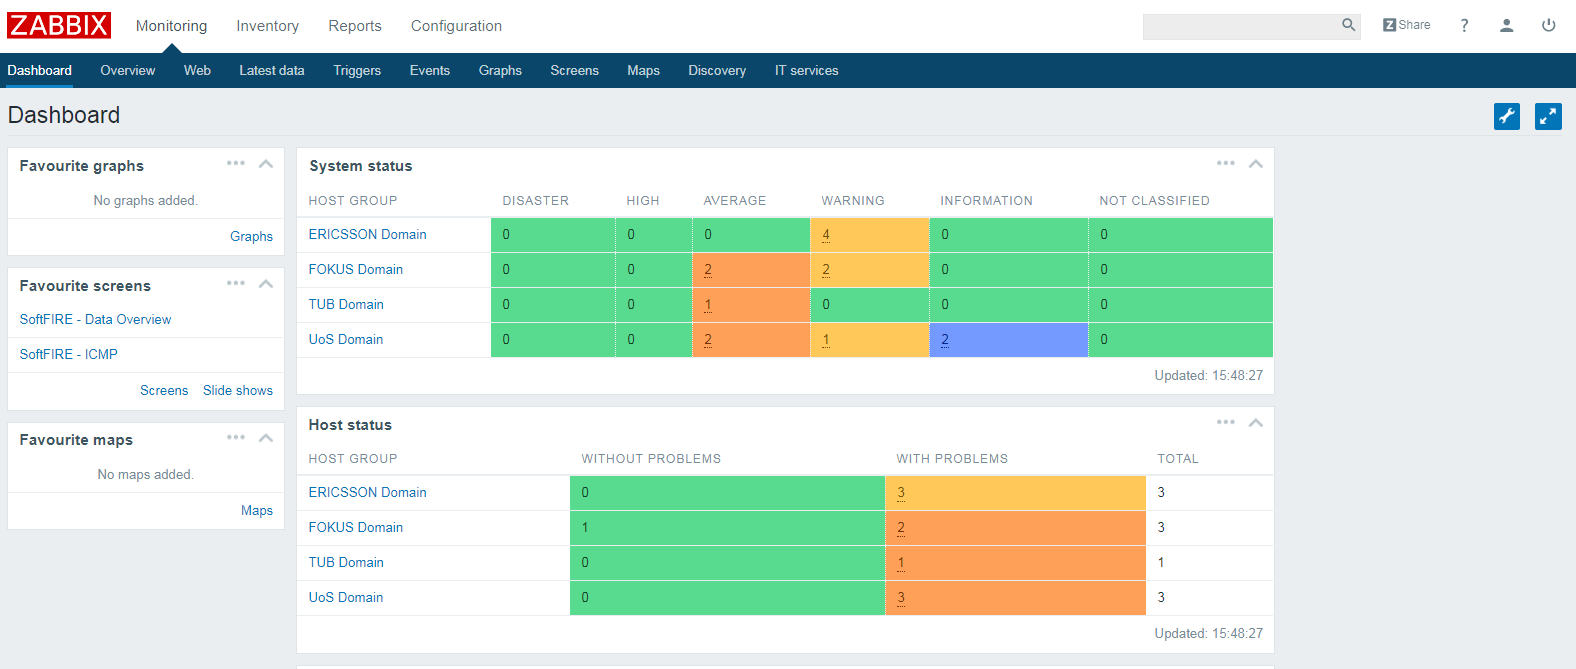 ZABBIX Monitoring Inventory Reports Configuration Z Share ?
Dashboard Overview Web Latest data Triggers Events Graphs Screens Maps Discovery IT services
Dashboard
Favourite graphs
No graphs added.
Graphs
Favourite screens
SoftFIRE - Data Overview
SoftFIRE - ICMP
Screens Slide shows
Favourite maps
No maps added.
Maps
System status
HOST GROUP DISASTER HIGH AVERAGE WARNING INFORMATION NOT CLASSIFIED
ERICSSON Domain 0 0 0 4 0 0
FOKUS Domain 0 0 2 2 0 0
TUB Domain 0 0 1 0 0 0
UoS Domain 0 0 2 1 2 0
Updated: 15:48:27
Host status
HOST GROUP WITHOUT PROBLEMS WITH PROBLEMS TOTAL
ERICSSON Domain 0 3 3
FOKUS Domain 1 2 3
TUB Domain 0 1 1
UoS Domain 0 3 3
Updated: 15:48:27